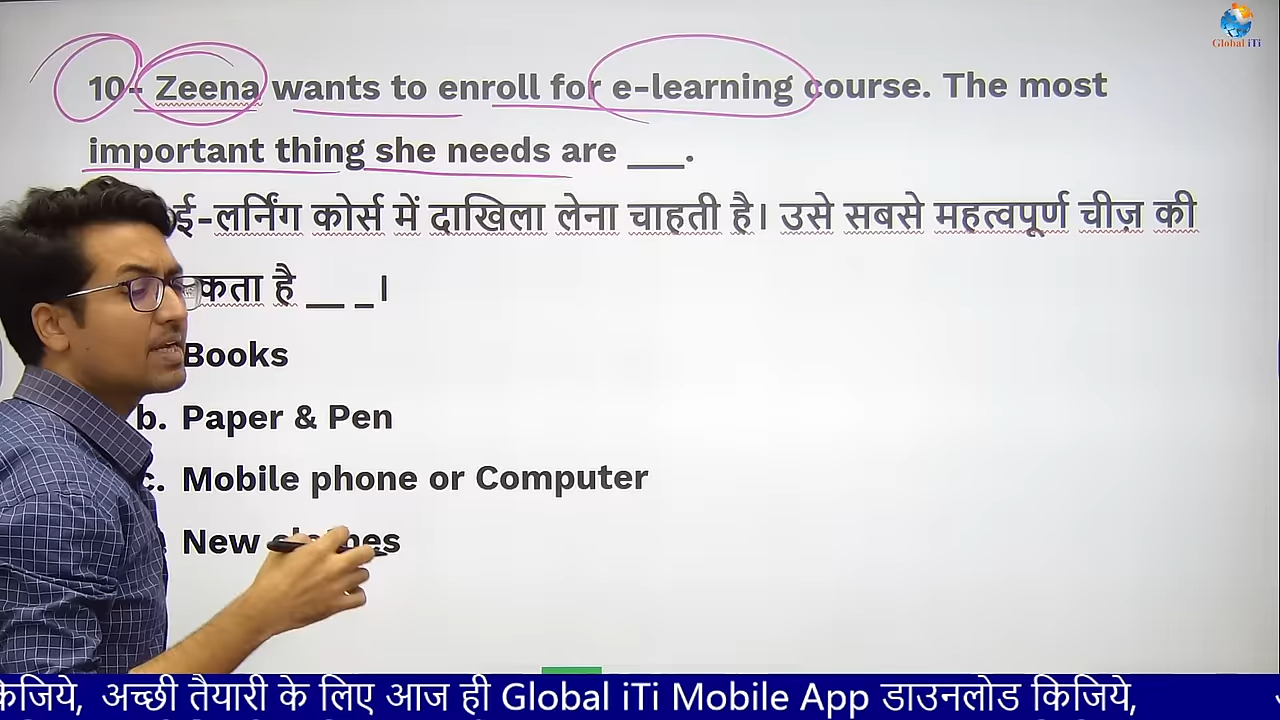 Global iTi
10- Zeena wants to enroll for e-learning course. The most
important thing she needs are ___.
ई-लर्निंग कोर्स में दाखिला लेना चाहती है। उसे सबसे महत्वपूर्ण चीज़ की
है __ _।
Books
b. Paper & Pen
c. Mobile phone or Computer
New clothes
अच्छी तैयारी के लिए आज ही Global iTi Mobile App डाउनलोड किजिये,